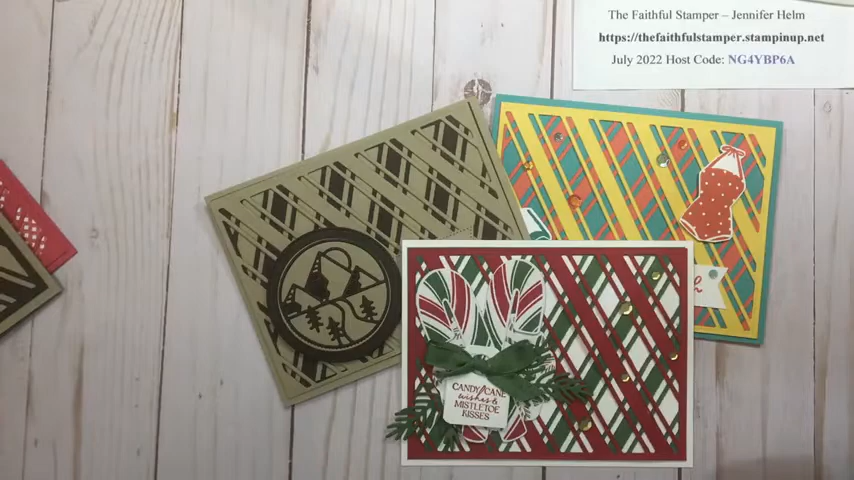 The Faithful Stamper – Jennifer Helm
https://thefaithfulstamper.stampinup.net
July 2022 Host Code: NG4YBP6A
CANDY CANE
wishes &
MISTLETOE
KISSES